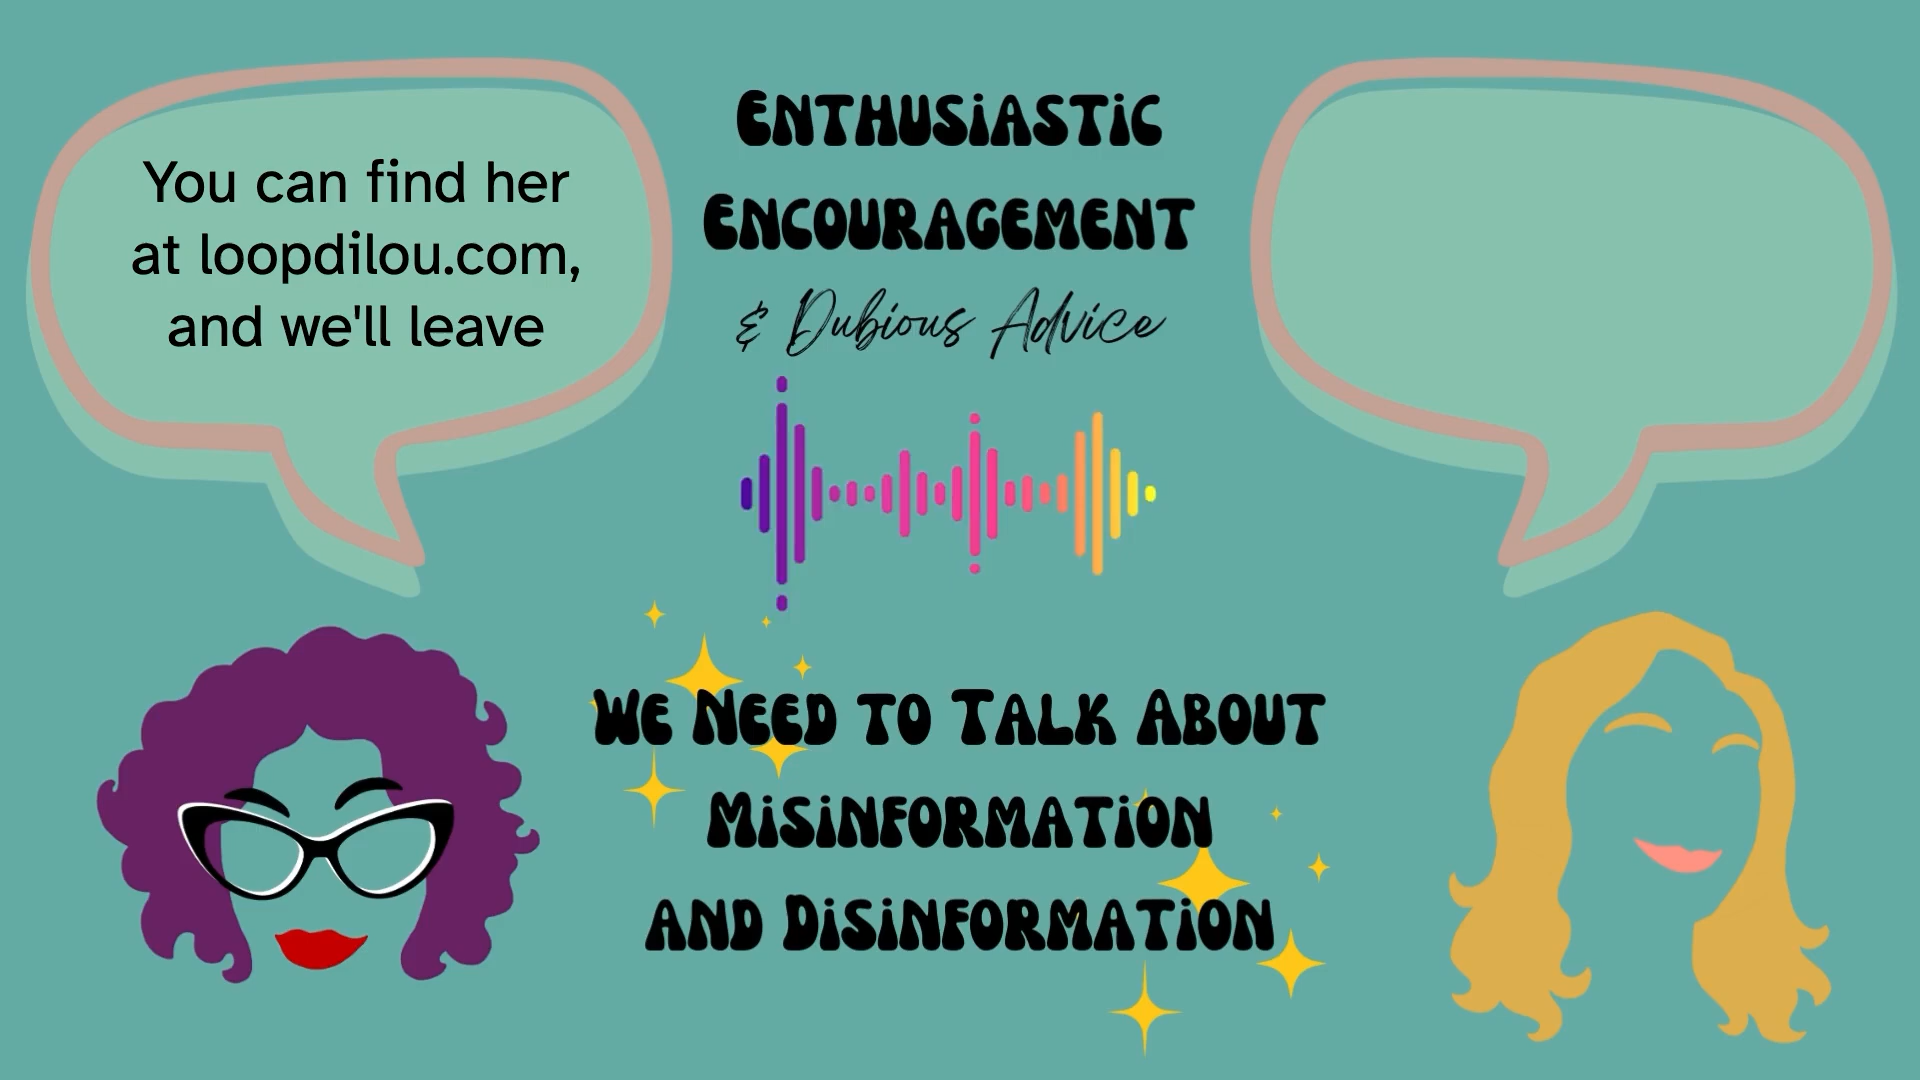 You can find her
at loopdilou.com,
and we'll leave
Enthusiastic
Encouragement
& Dubious Advice
We Need to Talk About
Misinformation
and Disinformation